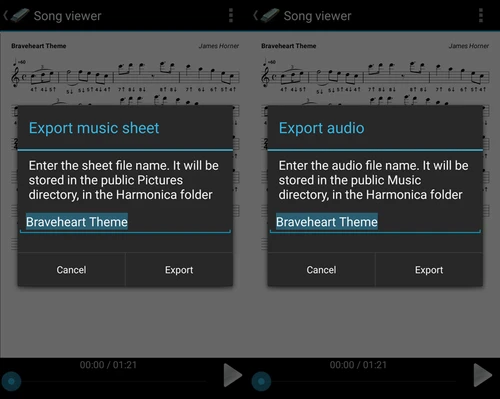 Song viewer
Braveheart Theme
James Horner
Export music sheet
Enter the sheet file name. It will be
stored in the public Pictures
directory, in the Harmonica folder
Braveheart Theme
Cancel
Export
00:00 / 01:21
Song viewer
Braveheart Theme
James Horner
Export audio
Enter the audio file name. It will be
stored in the public Music
directory, in the Harmonica folder
Braveheart Theme
Cancel
Export
00:00 / 01:21